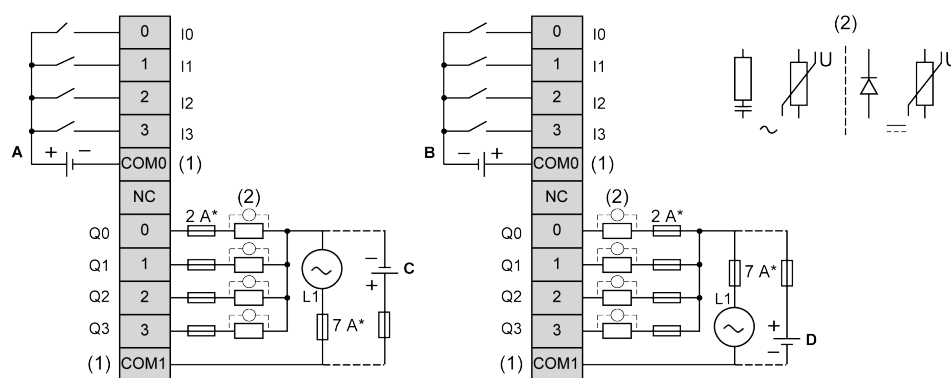 (2)
0 I0
1 I1
2 I2
3 I3
A + − COM0 (1)
NC
(2)
2 A*
Q0 0
Q1 1
Q2 2
Q3 3
(1) COM1
L1
7 A*
− + C
0 I0
1 I1
2 I2
3 I3
B − + COM0 (1)
NC
(2)
2 A*
Q0 0
Q1 1
Q2 2
Q3 3
(1) COM1
7 A*
L1
+ − D
U
U